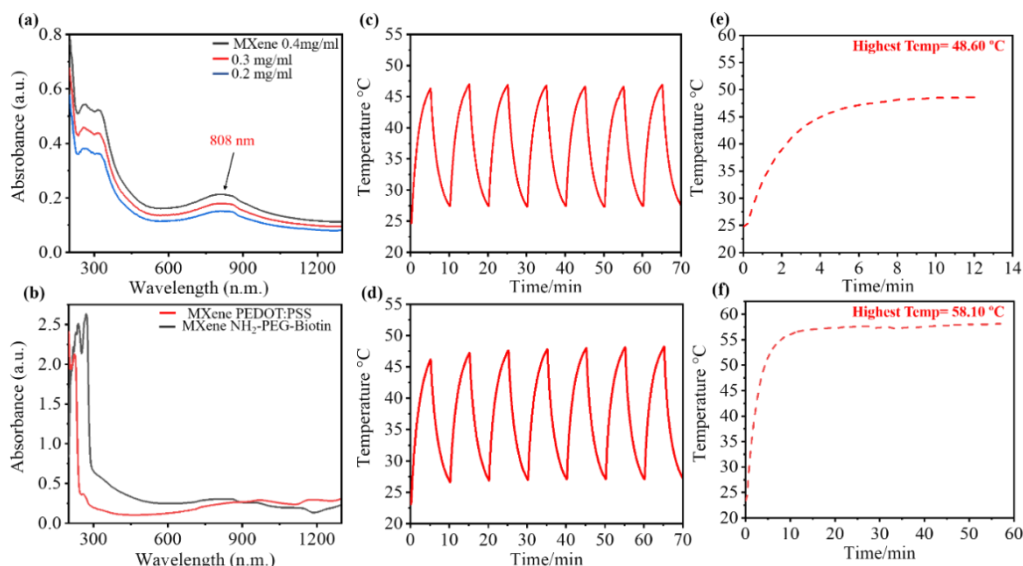 (a)
MXene 0.4mg/ml
0.3 mg/ml
0.2 mg/ml
808 nm
0.8
0.6
0.4
0.2
0.0
Absrobance (a.u.)
300 600 900 1200
Wavelength (n.m.)
(c)
55
50
45
40
35
30
25
20
Temperature °C
0 10 20 30 40 50 60 70
Time/min
(e)
Highest Temp= 48.60 °C
60
55
50
45
40
35
30
25
20
Temperature °C
0 2 4 6 8 10 12 14
Time/min
(b)
MXene PEDOT:PSS
MXene NH₂-PEG-Biotin
2.5
2.0
1.5
1.0
0.5
0.0
Absorbance (a.u.)
300 600 900 1200
Wavelength (n.m.)
(d)
55
50
45
40
35
30
25
20
Temperature °C
0 10 20 30 40 50 60 70
Time/min
(f)
Highest Temp= 58.10 °C
60
55
50
45
40
35
30
25
20
Temperature °C
0 10 20 30 40 50 60
Time/min